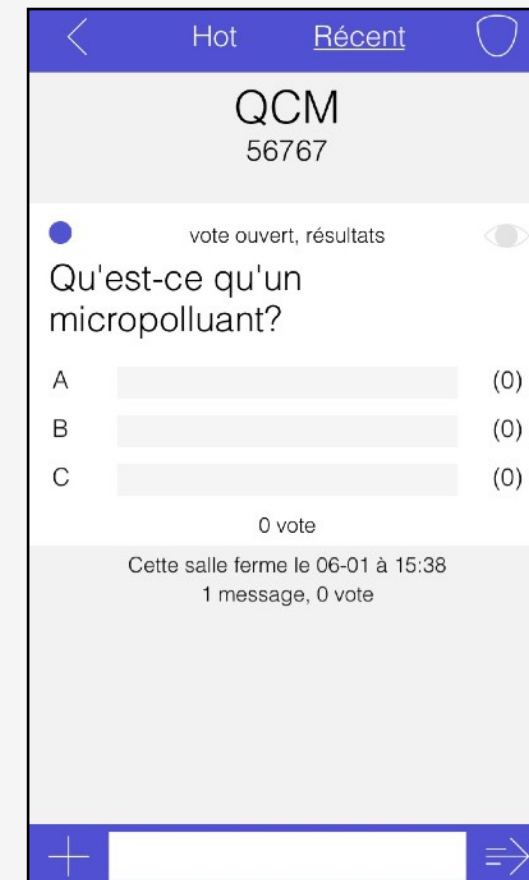 Hot Récent
QCM
56767
vote ouvert, résultats
Qu'est-ce qu'un
micropolluant?
A (0)
B (0)
C (0)
0 vote
Cette salle ferme le 06-01 à 15:38
1 message, 0 vote